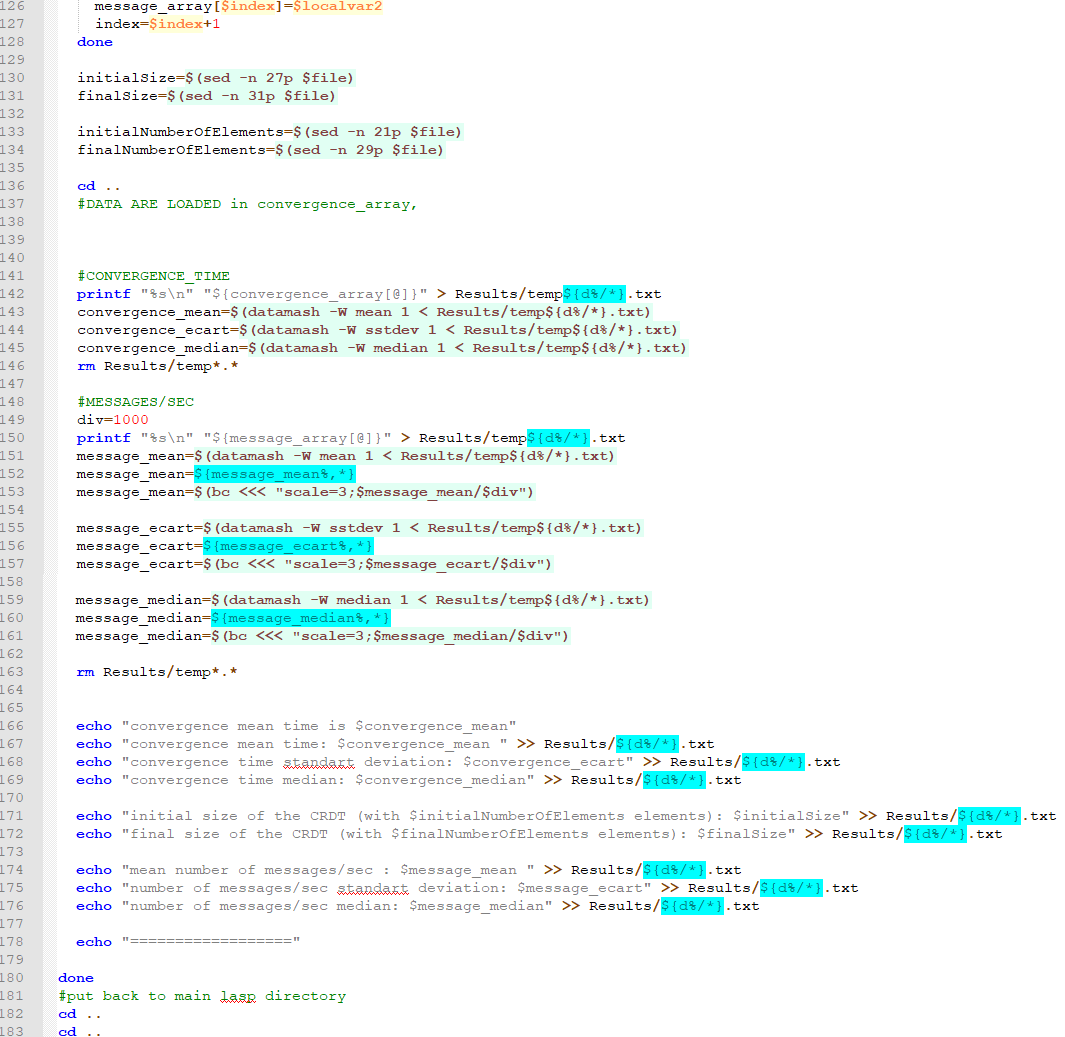 126 message_array[$index]=$localvar2
127 index=$index+1
128 done
129
130 initialSize=$(sed -n 27p $file)
131 finalSize=$(sed -n 31p $file)
132
133 initialNumberOfElements=$(sed -n 21p $file)
134 finalNumberOfElements=$(sed -n 29p $file)
135
136 cd ..
137 #DATA ARE LOADED in convergence_array,
138
139
140
141 #CONVERGENCE_TIME
142 printf "%s\n" "${convergence_array[@]}" > Results/temp${d%/*}.txt
143 convergence_mean=$(datamash -W mean 1 < Results/temp${d%/*}.txt)
144 convergence_ecart=$(datamash -W sstdev 1 < Results/temp${d%/*}.txt)
145 convergence_median=$(datamash -W median 1 < Results/temp${d%/*}.txt)
146 rm Results/temp*.*
147
148 #MESSAGES/SEC
149 div=1000
150 printf "%s\n" "${message_array[@]}" > Results/temp${d%/*}.txt
151 message_mean=$(datamash -W mean 1 < Results/temp${d%/*}.txt)
152 message_mean=${message_mean%,*}
153 message_mean=$(bc <<< "scale=3;$message_mean/$div")
154
155 message_ecart=$(datamash -W sstdev 1 < Results/temp${d%/*}.txt)
156 message_ecart=${message_ecart%,*}
157 message_ecart=$(bc <<< "scale=3;$message_ecart/$div")
158
159 message_median=$(datamash -W median 1 < Results/temp${d%/*}.txt)
160 message_median=${message_median%,*}
161 message_median=$(bc <<< "scale=3;$message_median/$div")
162
163 rm Results/temp*.*
164
165
166 echo "convergence mean time is $convergence_mean"
167 echo "convergence mean time: $convergence_mean " >> Results/${d%/*}.txt
168 echo "convergence time standart deviation: $convergence_ecart" >> Results/${d%/*}.txt
169 echo "convergence time median: $convergence_median" >> Results/${d%/*}.txt
170
171 echo "initial size of the CRDT (with $initialNumberOfElements elements): $initialSize" >> Results/${d%/*}.txt
172 echo "final size of the CRDT (with $finalNumberOfElements elements): $finalSize" >> Results/${d%/*}.txt
173
174 echo "mean number of messages/sec : $message_mean " >> Results/${d%/*}.txt
175 echo "number of messages/sec standart deviation: $message_ecart" >> Results/${d%/*}.txt
176 echo "number of messages/sec median: $message_median" >> Results/${d%/*}.txt
177
178 echo "=================="
179
180 done
181 #put back to main lasp directory
182 cd ..
183 cd ..